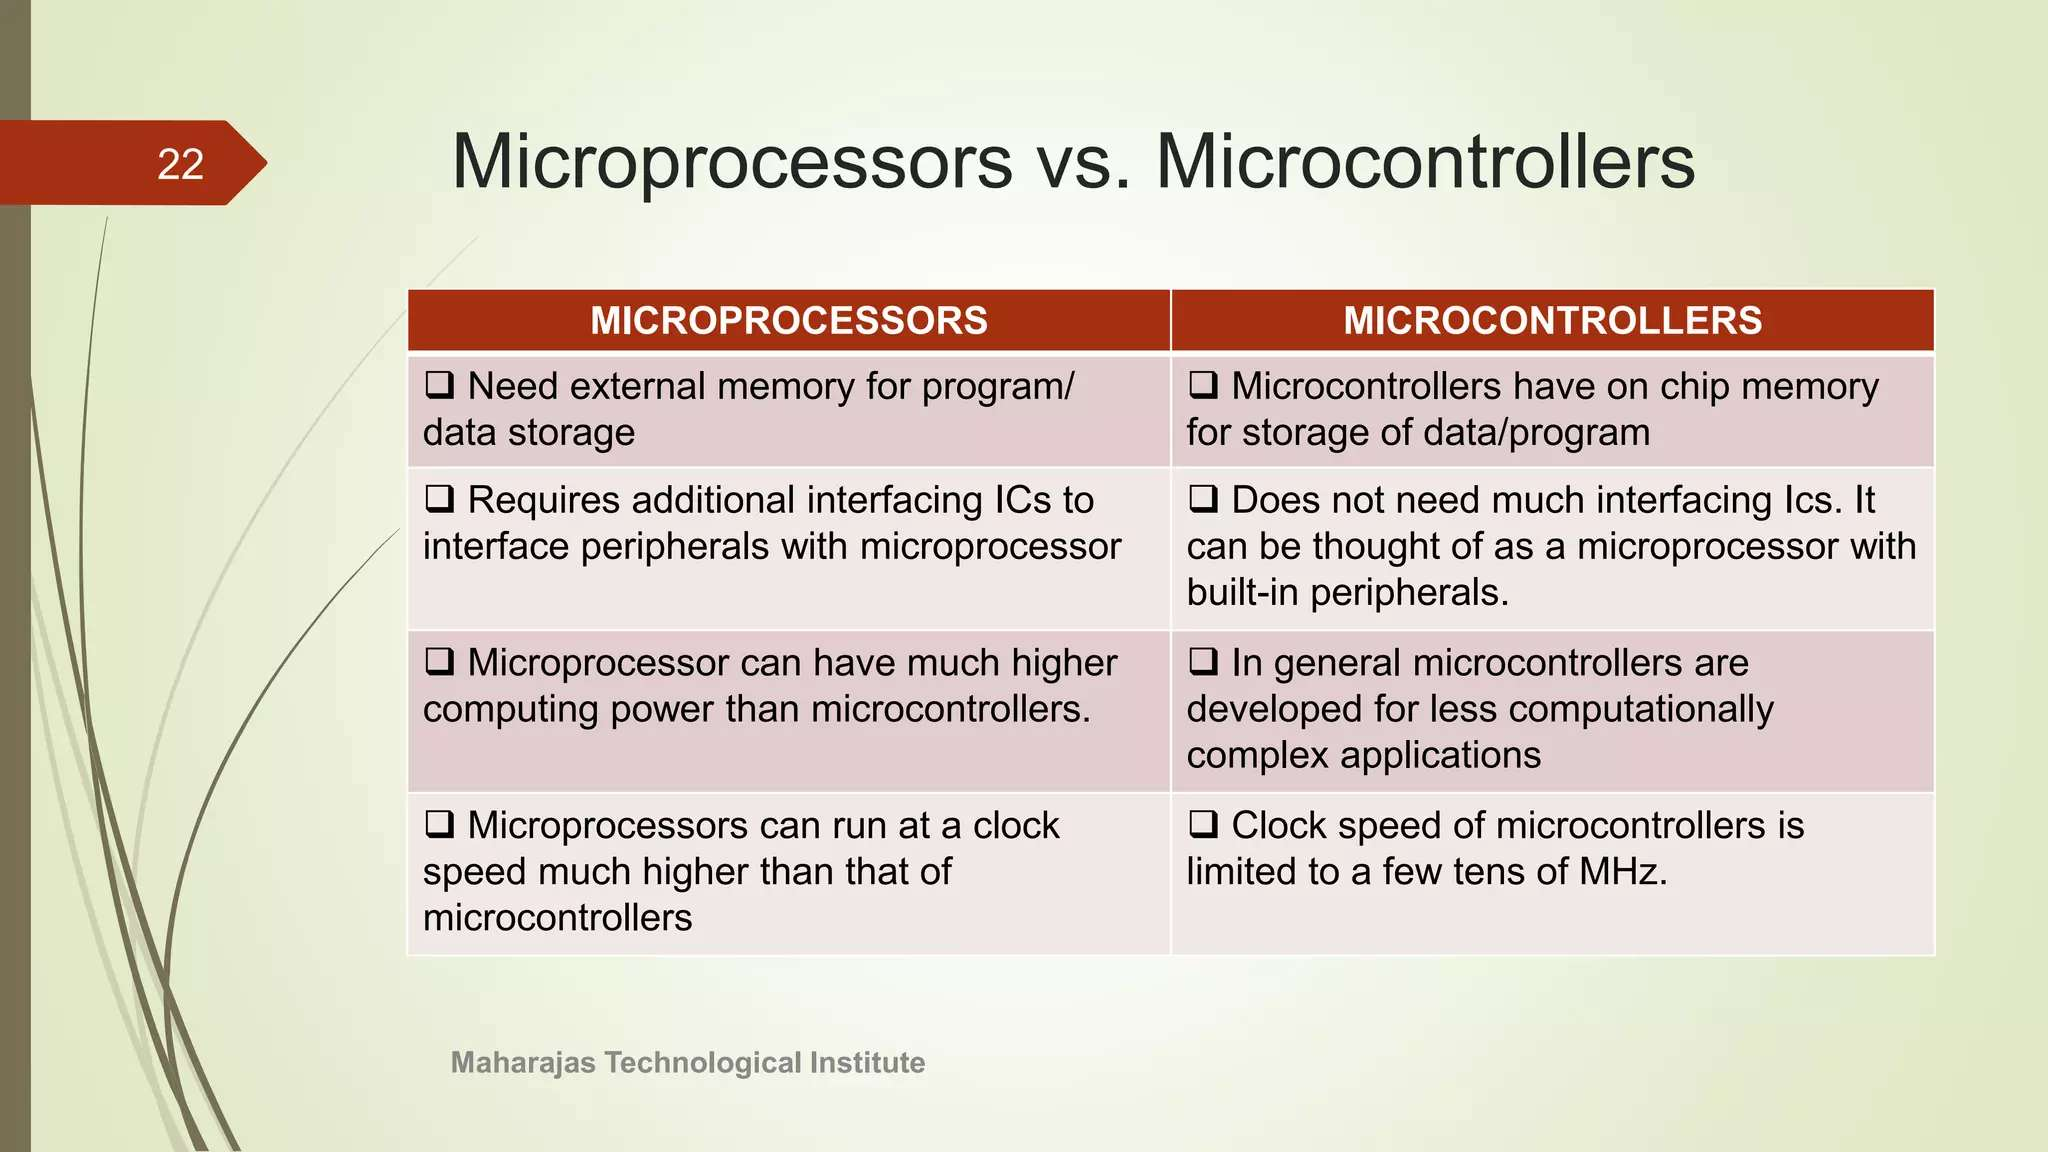 22
Microprocessors vs. Microcontrollers
MICROPROCESSORS
MICROCONTROLLERS
❑ Need external memory for program/
data storage
❑ Microcontrollers have on chip memory
for storage of data/program
❑ Requires additional interfacing ICs to
interface peripherals with microprocessor
❑ Does not need much interfacing Ics. It
can be thought of as a microprocessor with
built-in peripherals.
❑ Microprocessor can have much higher
computing power than microcontrollers.
❑ In general microcontrollers are
developed for less computationally
complex applications
❑ Microprocessors can run at a clock
speed much higher than that of
microcontrollers
❑ Clock speed of microcontrollers is
limited to a few tens of MHz.
Maharajas Technological Institute